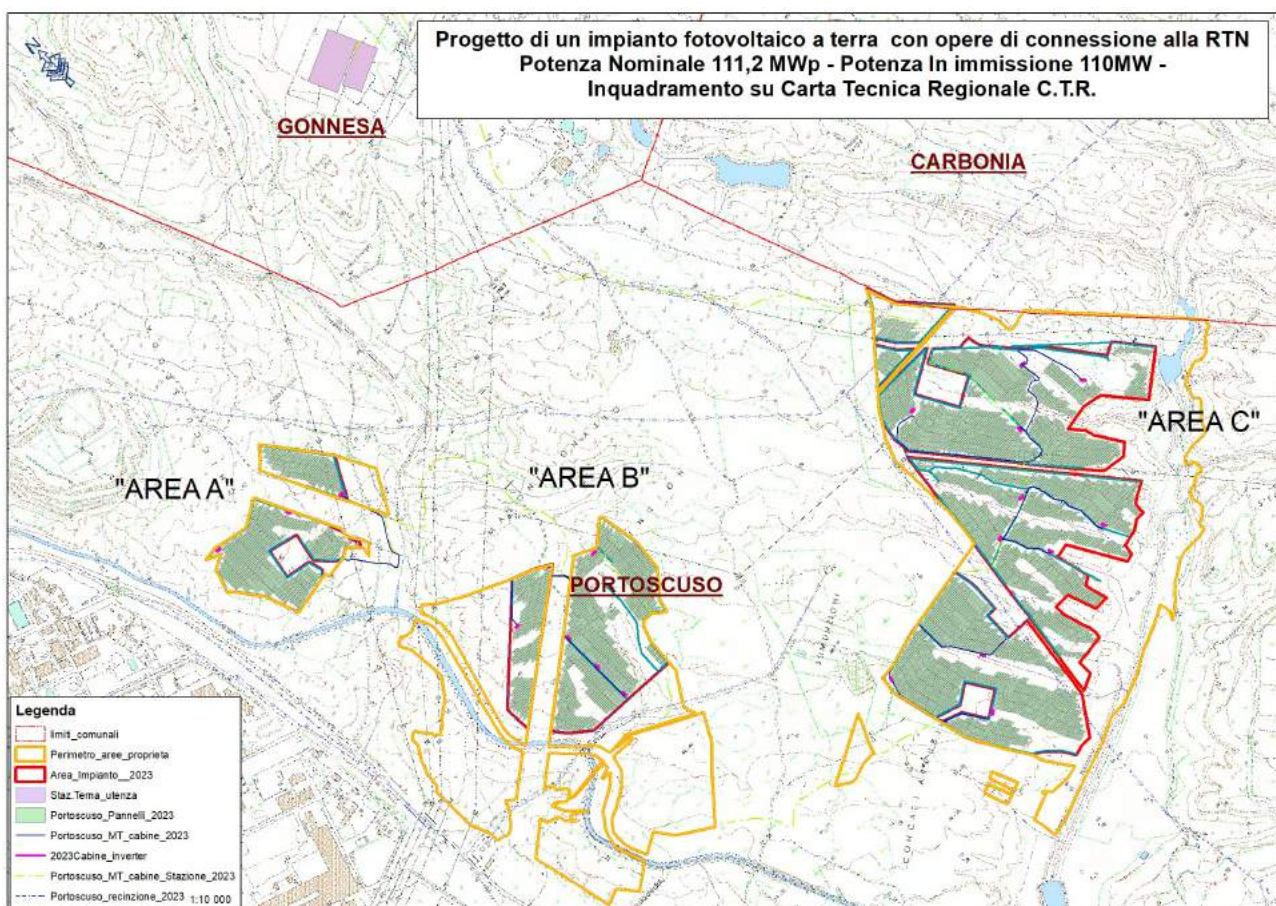 Progetto di un impianto fotovoltaico a terra con opere di connessione alla RTN
Potenza Nominale 111,2 MWp - Potenza In immissione 110MW -
Inquadramento su Carta Tecnica Regionale C.T.R.
N
GONNESA
CARBONIA
"AREA C"
"AREA A"
"AREA B"
PORTOSCUSO
Legenda
limiti_comunali
Perimetro_aree_proprieta
Area_Impianto__2023
Staz.Terna_utenza
Portoscuso_Pannelli_2023
Portoscuso_MT_cabine_2023
2023Cabine_inverter
Portoscuso_MT_cabine_Stazione_2023
Portoscuso_recinzione_2023 1:10 000